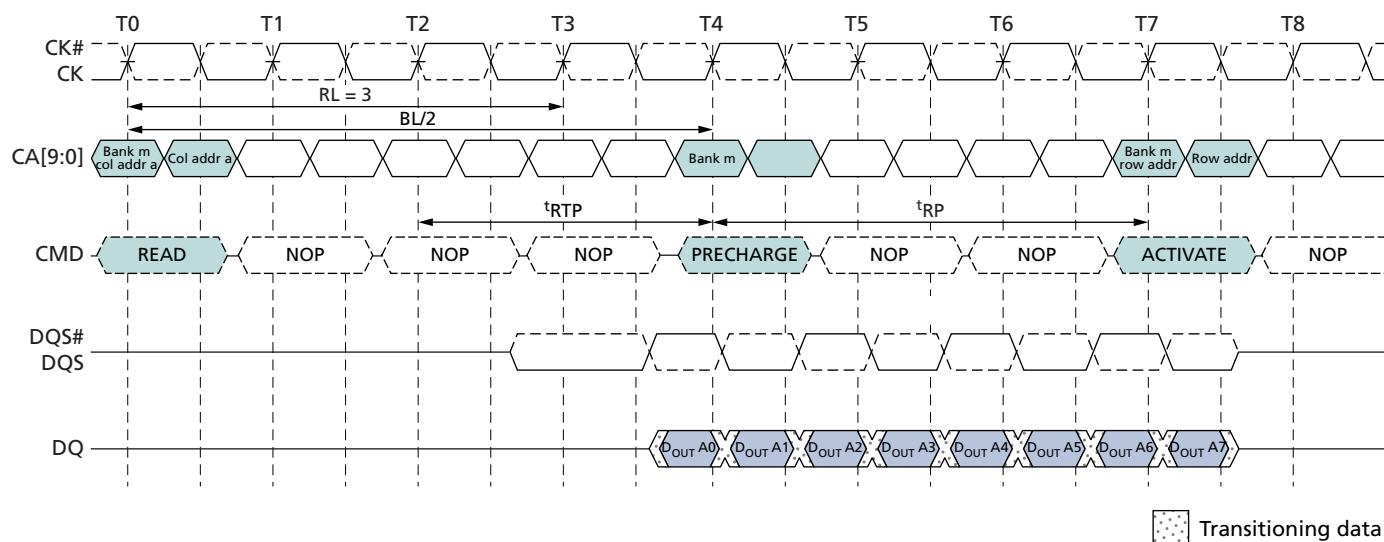 T0 T1 T2 T3 T4 T5 T6 T7 T8
CK#
CK
RL = 3
BL/2
CA[9:0]
Bank m
col addr a
Col addr a
Bank m
Bank m
row addr
Row addr
tRTP
tRP
CMD
READ NOP NOP NOP PRECHARGE NOP NOP ACTIVATE NOP
DQS#
DQS
DQ
DOUT A0 DOUT A1 DOUT A2 DOUT A3 DOUT A4 DOUT A5 DOUT A6 DOUT A7
Transitioning data